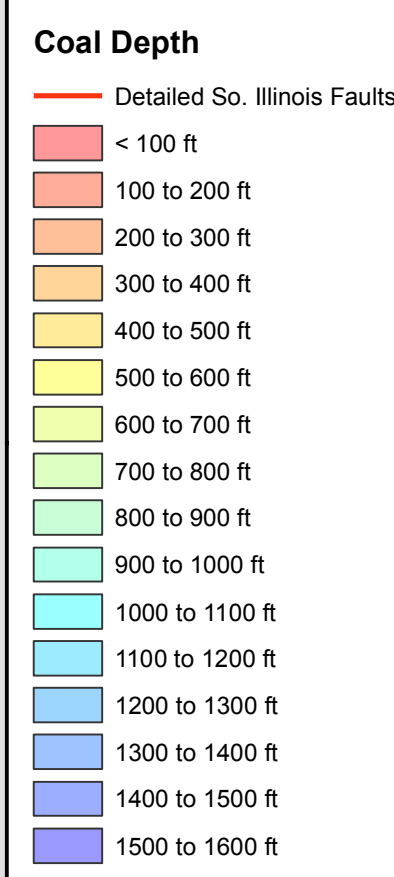 Coal Depth
Detailed So. Illinois Faults
< 100 ft
100 to 200 ft
200 to 300 ft
300 to 400 ft
400 to 500 ft
500 to 600 ft
600 to 700 ft
700 to 800 ft
800 to 900 ft
900 to 1000 ft
1000 to 1100 ft
1100 to 1200 ft
1200 to 1300 ft
1300 to 1400 ft
1400 to 1500 ft
1500 to 1600 ft